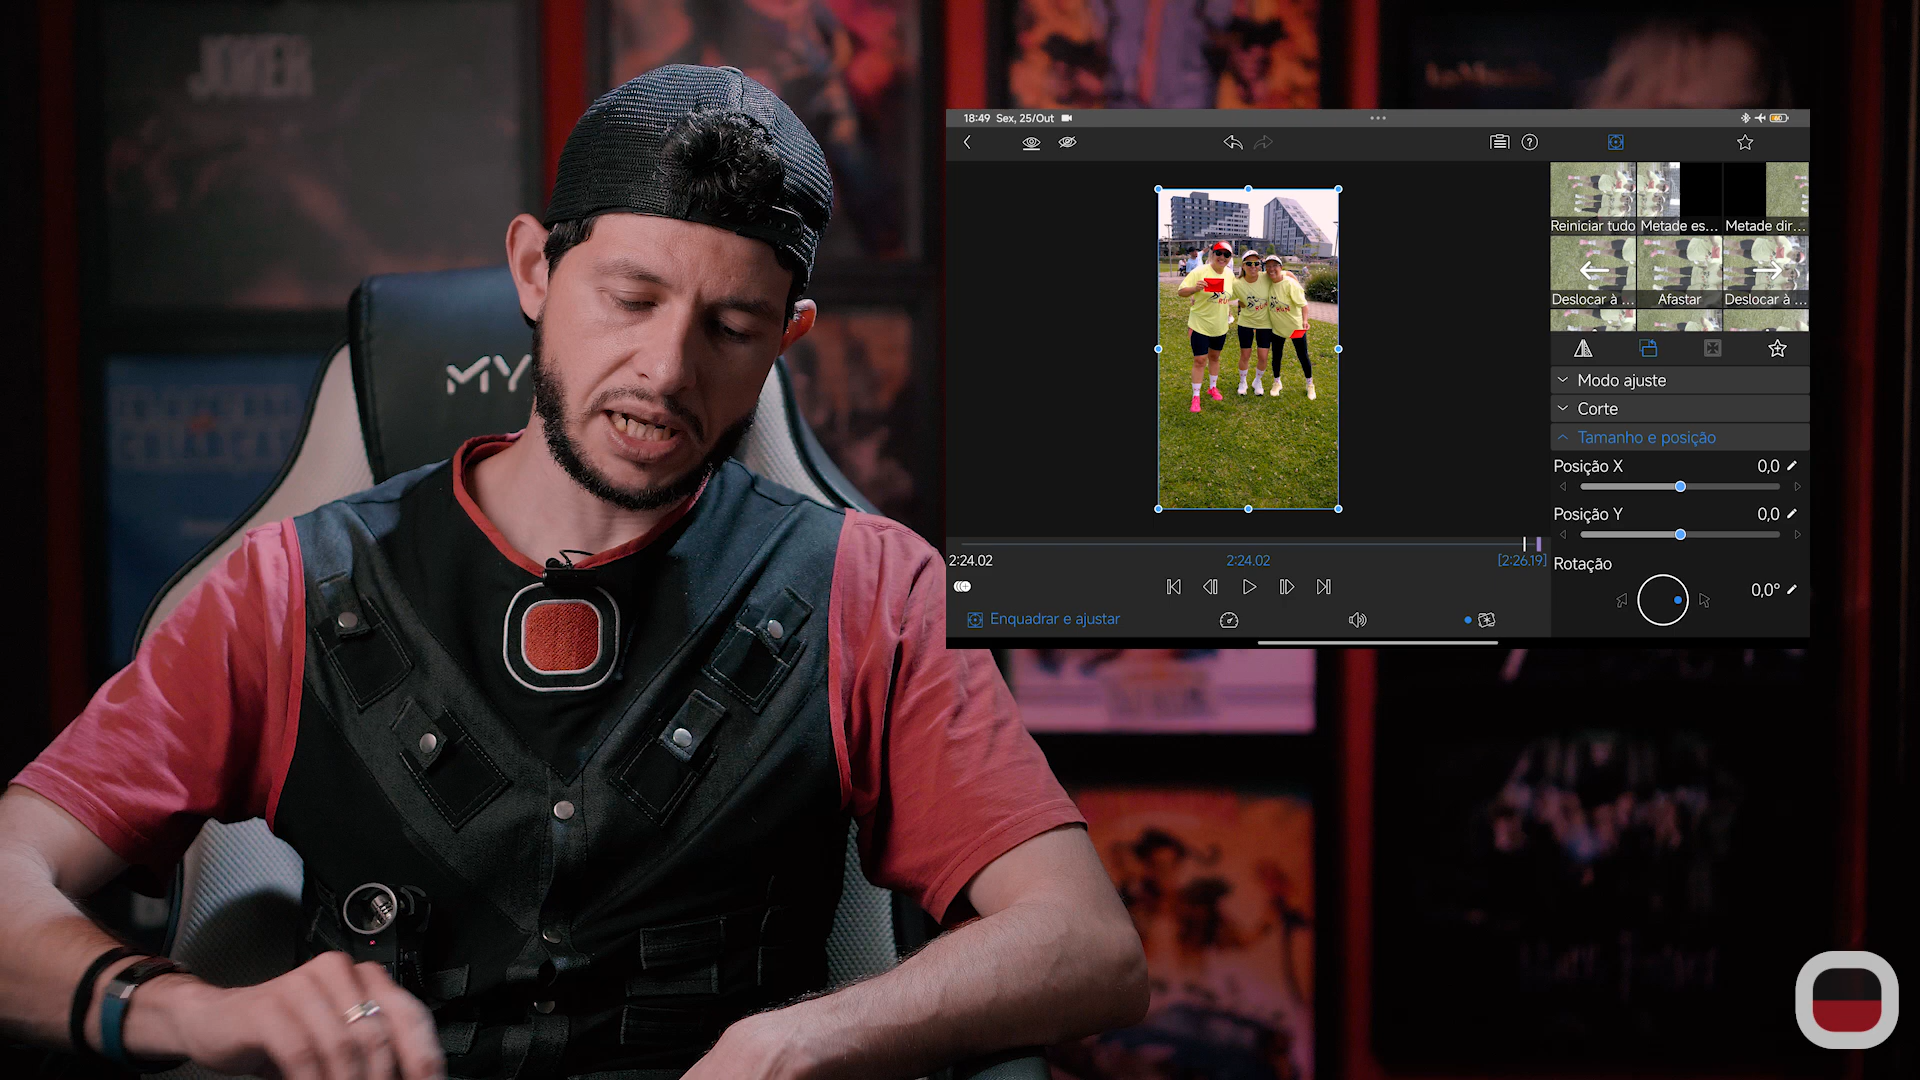 JOKER
MY
18:49 Sex, 25/Out
Reiniciar tudo
Metade es...
Metade dir...
Deslocar à ...
Afastar
Deslocar à ...
Modo ajuste
Corte
Tamanho e posição
Posição X 0,0
Posição Y 0,0
Rotação
0,0°
2:24.02
2:24.02
[2:26.19]
Enquadrar e ajustar